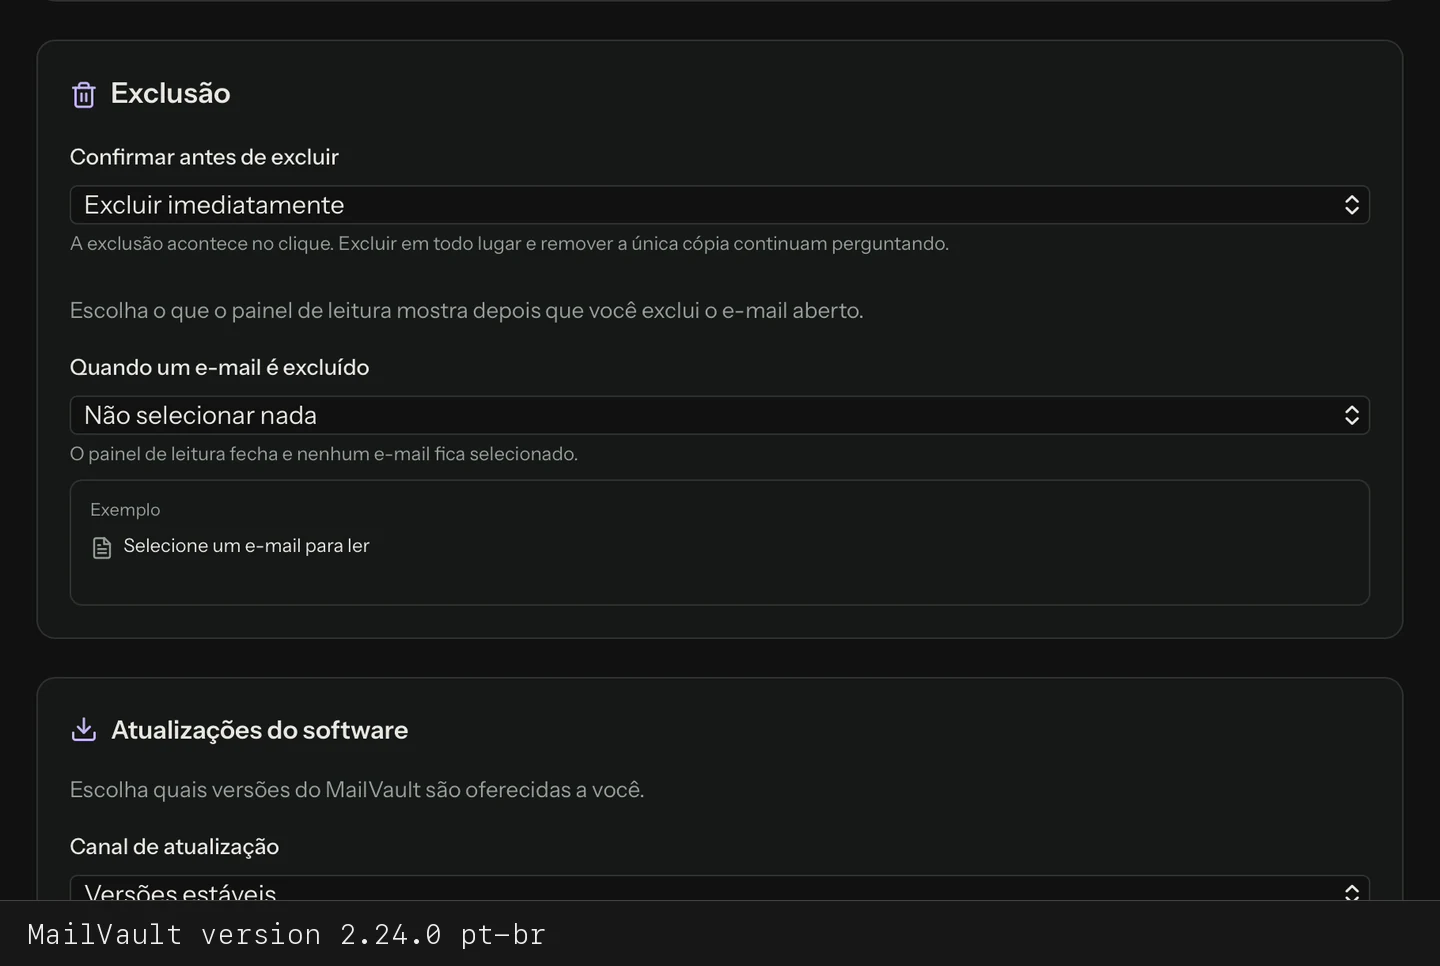 Exclusão
Confirmar antes de excluir
Excluir imediatamente
A exclusão acontece no clique. Excluir em todo lugar e remover a única cópia continuam perguntando.
Escolha o que o painel de leitura mostra depois que você exclui o e-mail aberto.
Quando um e-mail é excluído
Não selecionar nada
O painel de leitura fecha e nenhum e-mail fica selecionado.
Exemplo
Selecione um e-mail para ler
Atualizações do software
Escolha quais versões do MailVault são oferecidas a você.
Canal de atualização
Versões estáveis
MailVault version 2.24.0 pt-br